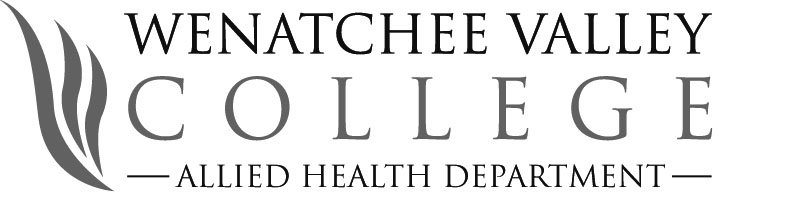 WENATCHEE VALLEY
COLLEGE
ALLIED HEALTH DEPARTMENT